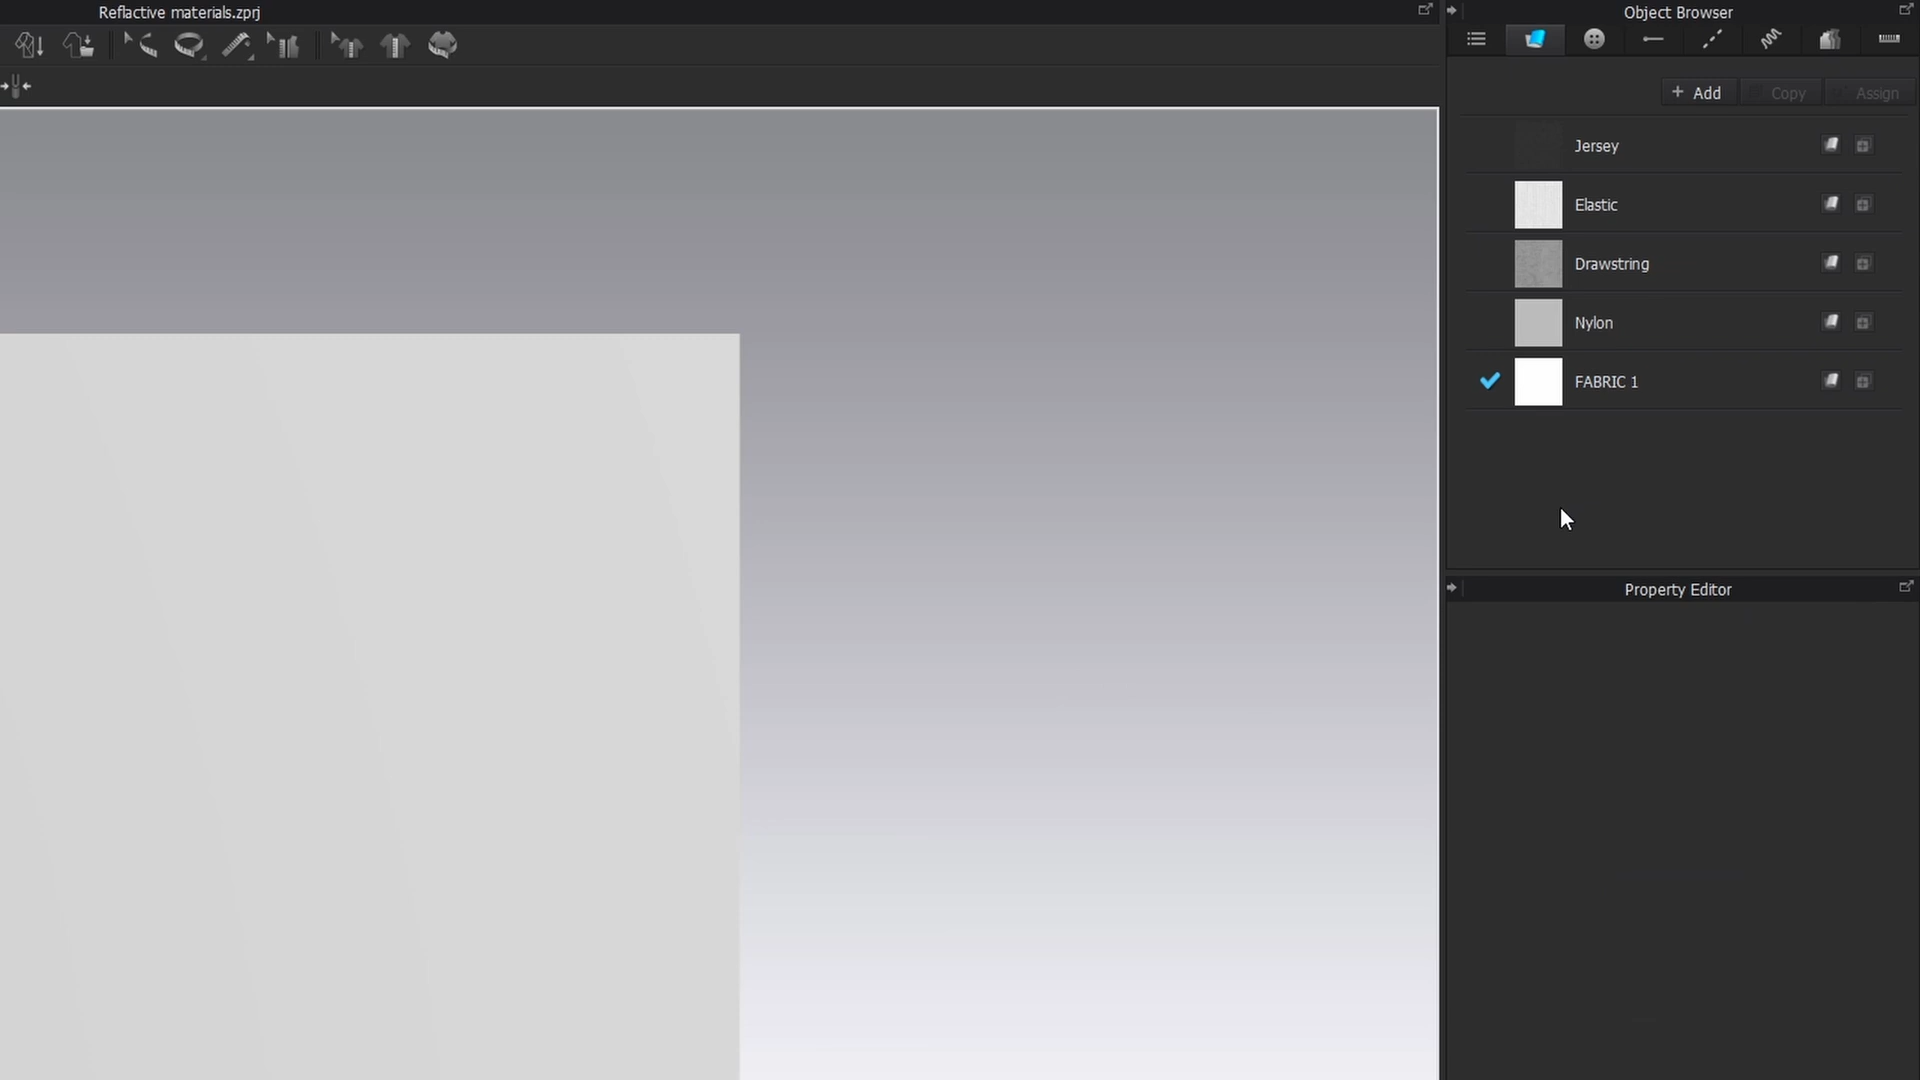 Reflactive materials.zprj
Object Browser
+ Add
Copy
Assign
Jersey
Elastic
Drawstring
Nylon
FABRIC 1
Property Editor